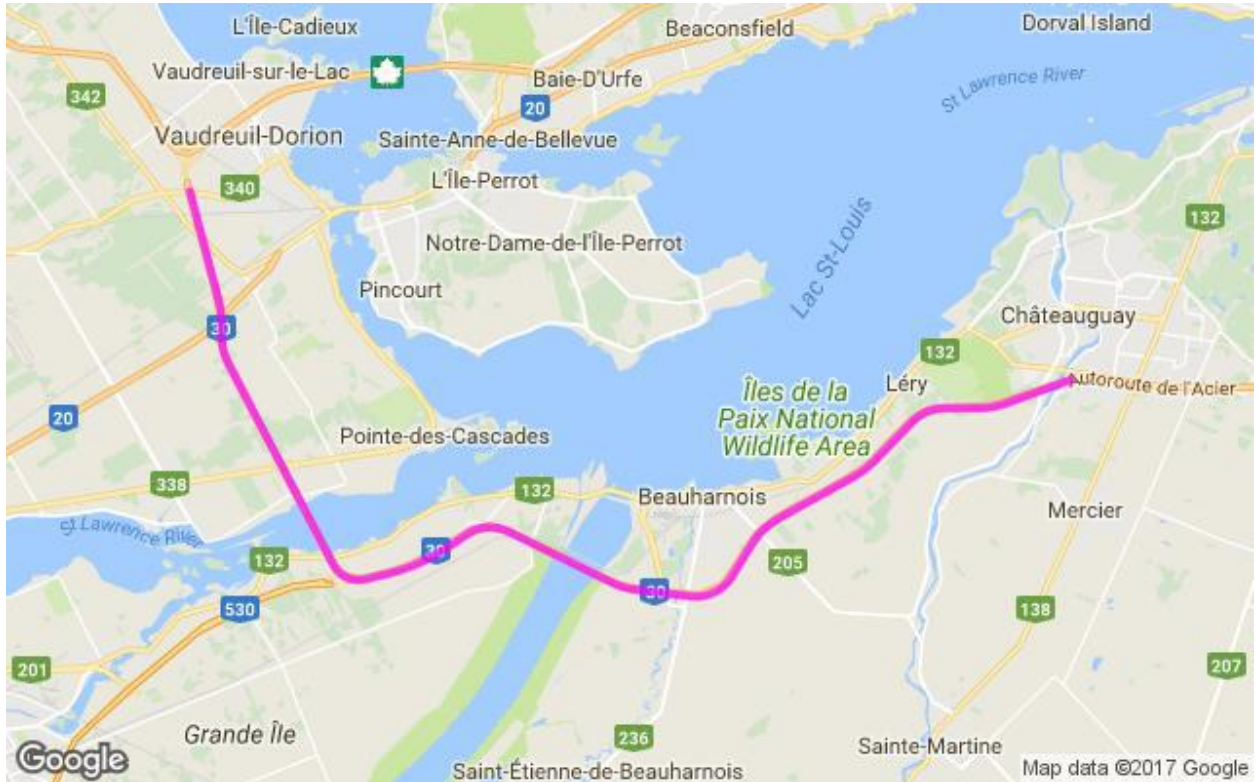 L'Île-Cadieux
Beaconsfield
Dorval Island
Vaudreuil-sur-le-Lac
Baie-D'Urfe
St Lawrence River
342
20
Vaudreuil-Dorion
Sainte-Anne-de-Bellevue
340
L'Île-Perrot
132
Notre-Dame-de-l'Île-Perrot
Lac St-Louis
Pincourt
30
Châteauguay
132
Léry
Autoroute de l'Acier
20
Îles de la
Paix National
Wildlife Area
Pointe-des-Cascades
338
132
Beauharnois
Mercier
St Lawrence River
132
30
205
530
30
138
201
207
Grande Île
236
Sainte-Martine
Saint-Étienne-de-Beauharnois
Google
Map data ©2017 Google